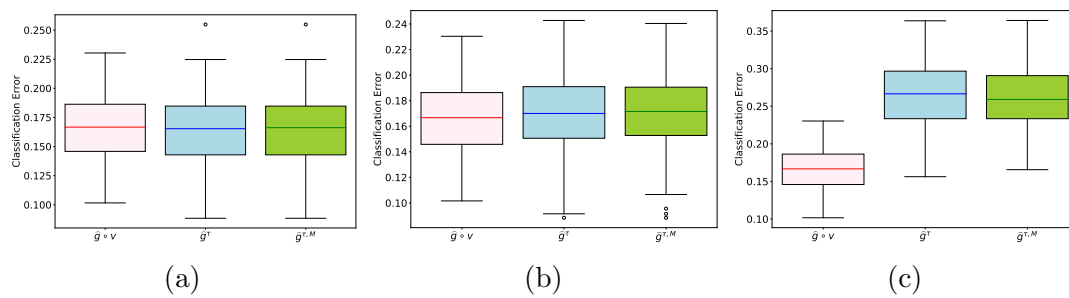 0.250
0.225
0.200
0.175
0.150
0.125
0.100
Classification Error
ĝ ∘ v
g̃^τ
g̃^τ,M
(a)
0.24
0.22
0.20
0.18
0.16
0.14
0.12
0.10
Classification Error
ĝ ∘ v
g̃^τ
g̃^τ,M
(b)
0.35
0.30
0.25
0.20
0.15
0.10
Classification Error
ĝ ∘ v
g̃^τ
g̃^τ,M
(c)